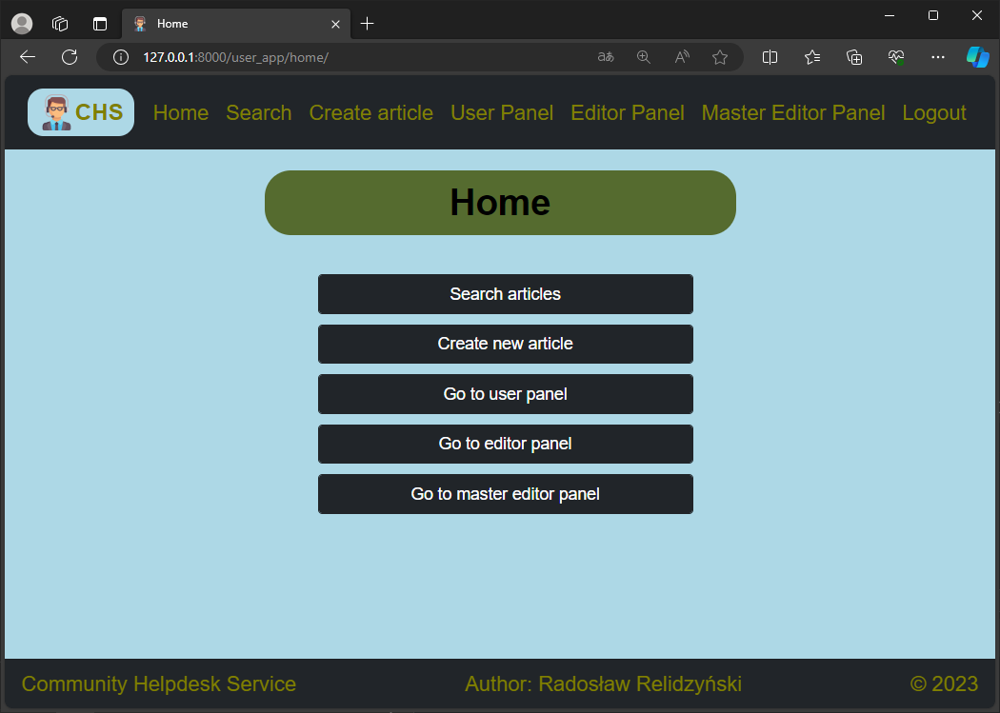 Home
127.0.0.1:8000/user_app/home/
CHS Home Search Create article User Panel Editor Panel Master Editor Panel Logout
Home
Search articles
Create new article
Go to user panel
Go to editor panel
Go to master editor panel
Community Helpdesk Service Author: Radosław Relidzyński © 2023